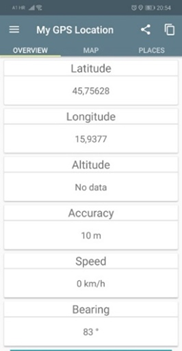 20:54
My GPS Location
OVERVIEW MAP PLACES
Latitude
45,75628
Longitude
15,9377
Altitude
No data
Accuracy
10 m
Speed
0 km/h
Bearing
83 °